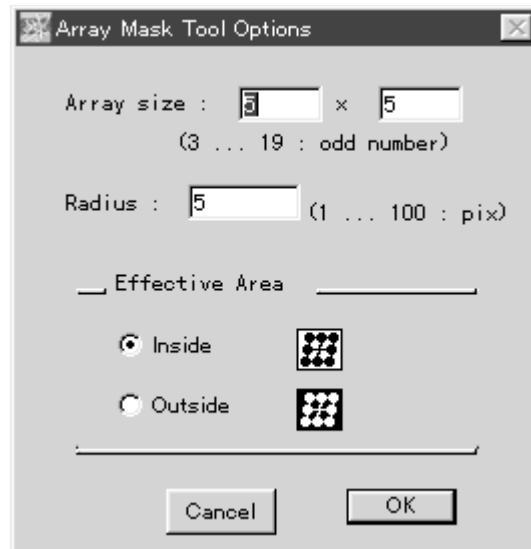 Array Mask Tool Options
Array size : 5 × 5
(3 ... 19 : odd number)
Radius : 5 (1 ... 100 : pix)
Effective Area
Inside
Outside
Cancel OK